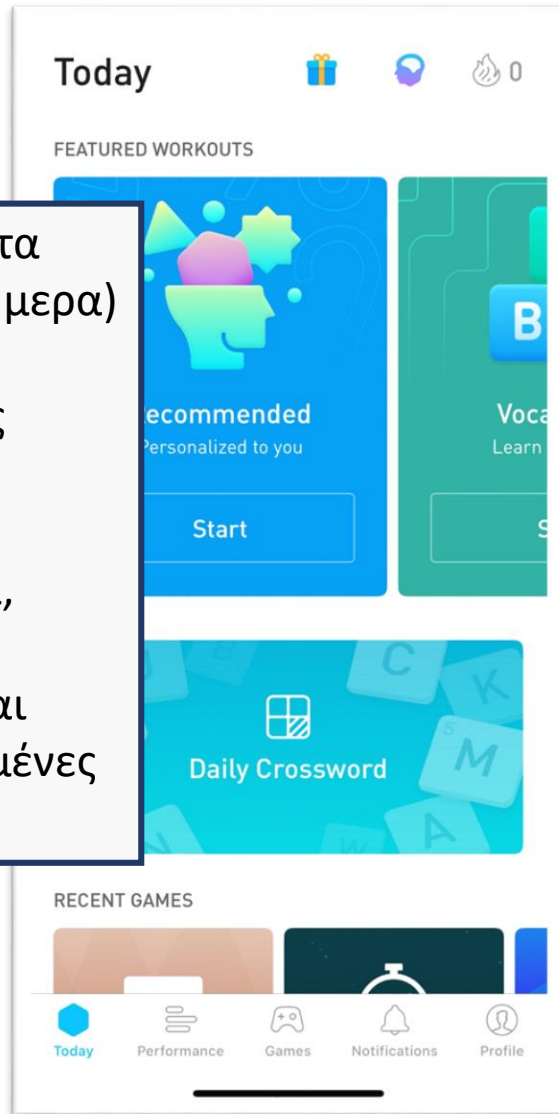 Today
0
FEATURED WORKOUTS
τα
μερα)
ς
αι
μένες
ecommended
Personalized to you
Start
B
Voca
Learn
S
Daily Crossword
C
K
M
A
N
W
B
5
RECENT GAMES
Today
Performance
Games
Notifications
Profile